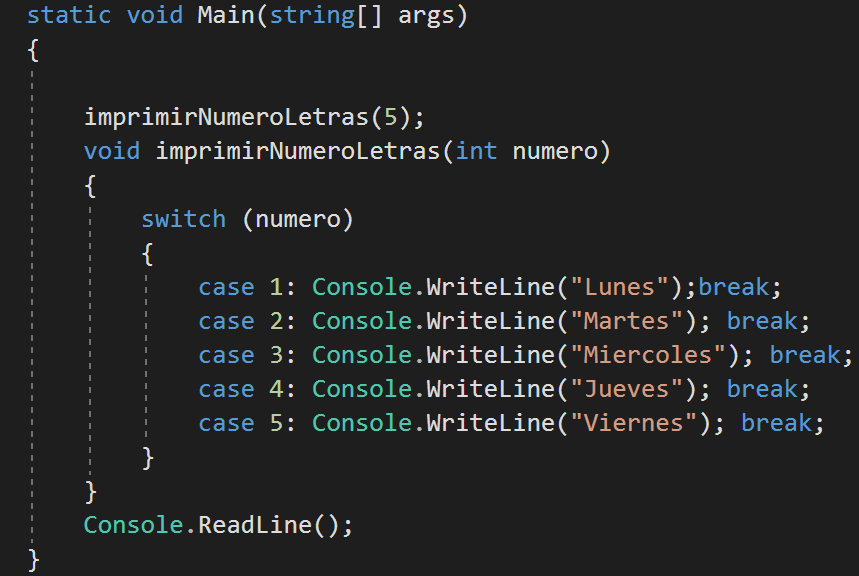 static void Main(string[] args)
{
imprimirNumeroLetras(5);
void imprimirNumeroLetras(int numero)
{
switch (numero)
{
case 1: Console.WriteLine("Lunes");break;
case 2: Console.WriteLine("Martes"); break;
case 3: Console.WriteLine("Miercoles"); break;
case 4: Console.WriteLine("Jueves"); break;
case 5: Console.WriteLine("Viernes"); break;
}
}
Console.ReadLine();
}